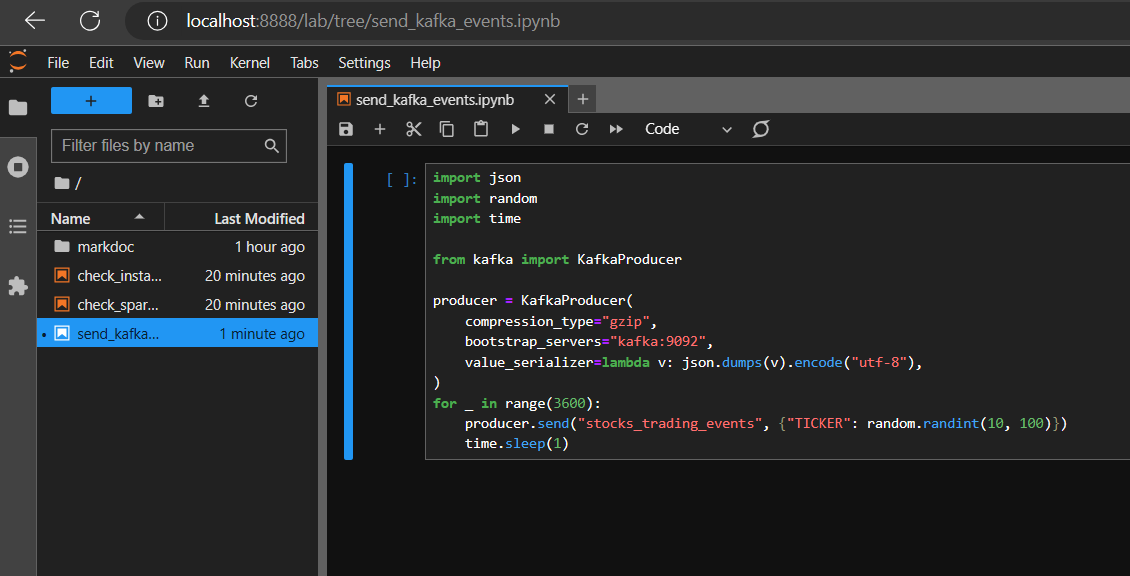 localhost:8888/lab/tree/send_kafka_events.ipynb
File Edit View Run Kernel Tabs Settings Help
send_kafka_events.ipynb
Filter files by name
Code
/
Name Last Modified
markdoc 1 hour ago
check_insta... 20 minutes ago
check_spar... 20 minutes ago
send_kafka... 1 minute ago
[ ]:
import json
import random
import time
from kafka import KafkaProducer
producer = KafkaProducer(
    compression_type="gzip",
    bootstrap_servers="kafka:9092",
    value_serializer=lambda v: json.dumps(v).encode("utf-8"),
)
for _ in range(3600):
    producer.send("stocks_trading_events", {"TICKER": random.randint(10, 100)})
    time.sleep(1)